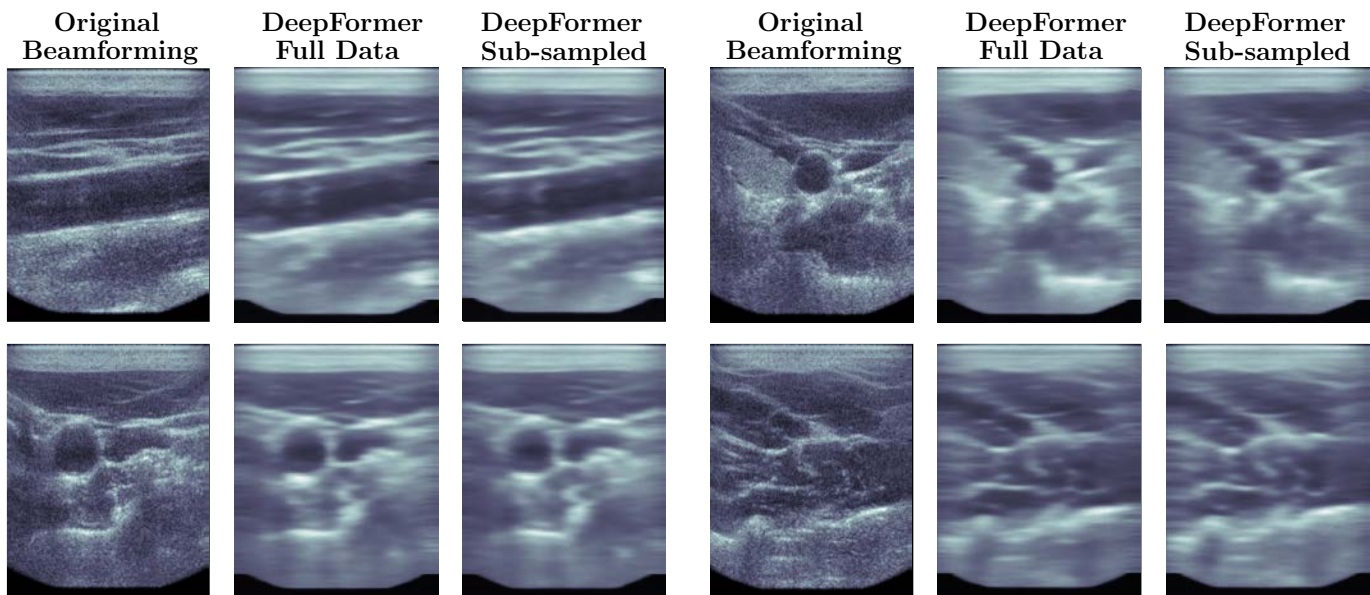 Original
Beamforming
DeepFormer
Full Data
DeepFormer
Sub-sampled
Original
Beamforming
DeepFormer
Full Data
DeepFormer
Sub-sampled